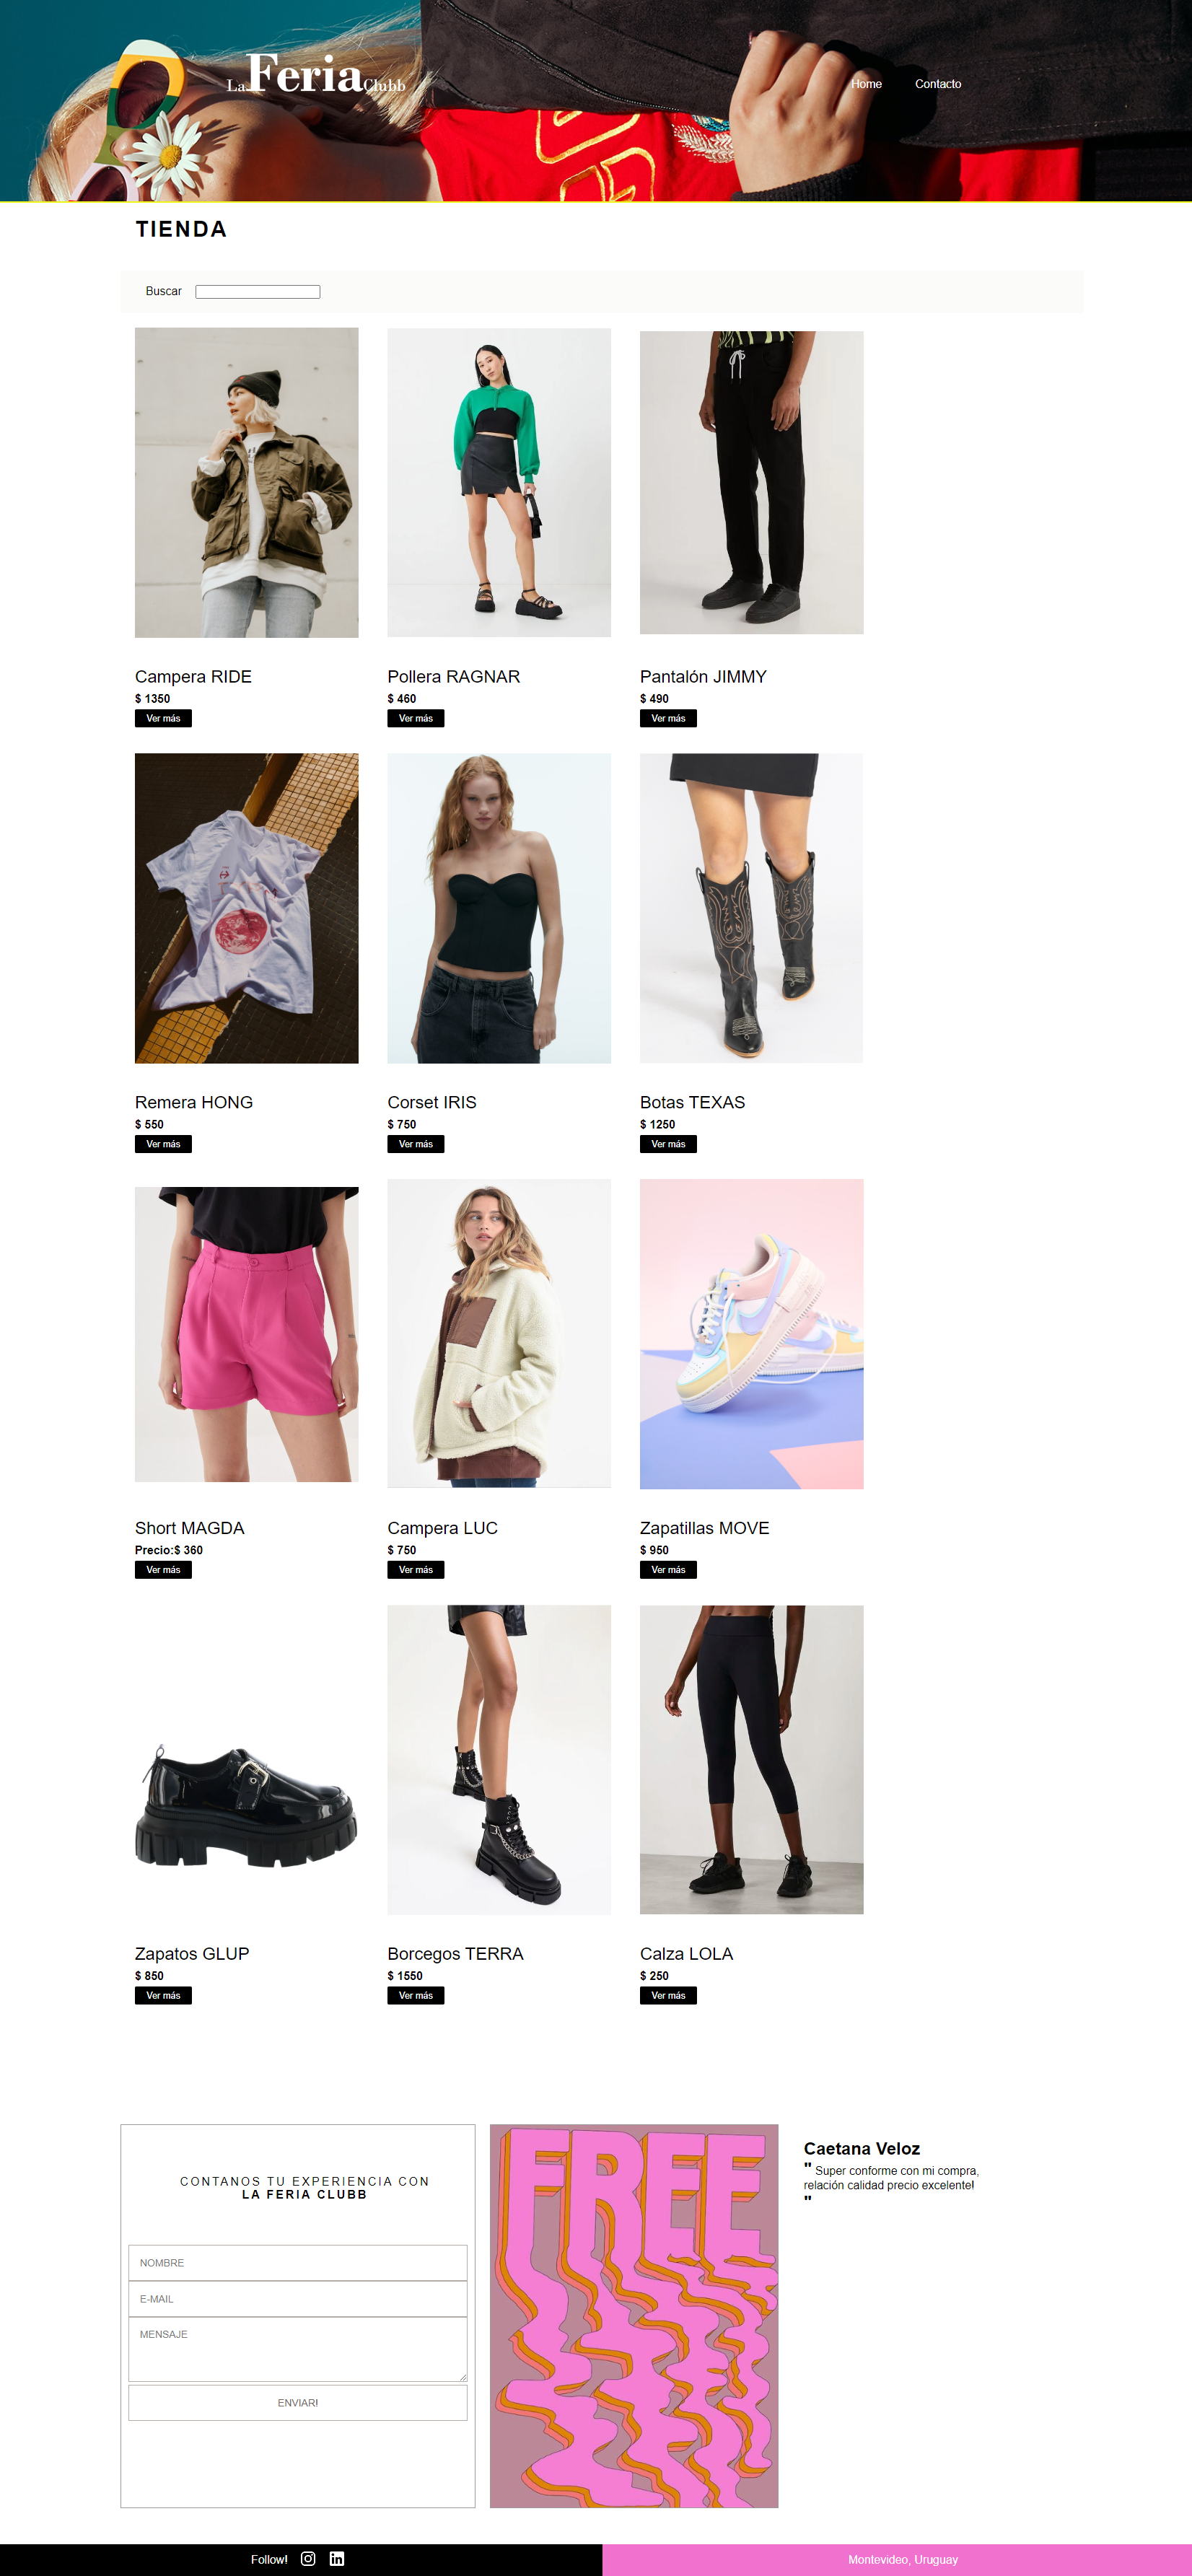 LaFeriaClubb
Home Contacto
TIENDA
Buscar
Campera RIDE
$ 1350
Ver más
Pollera RAGNAR
$ 460
Ver más
Pantalón JIMMY
$ 490
Ver más
Remera HONG
$ 550
Ver más
Corset IRIS
$ 750
Ver más
Botas TEXAS
$ 1250
Ver más
Short MAGDA
Precio:$ 360
Ver más
Campera LUC
$ 750
Ver más
Zapatillas MOVE
$ 950
Ver más
Zapatos GLUP
$ 850
Ver más
Borcegos TERRA
$ 1550
Ver más
Calza LOLA
$ 250
Ver más
CONTANOS TU EXPERIENCIA CON
LA FERIA CLUBB
NOMBRE
E-MAIL
MENSAJE
ENVIAR!
FREE
Caetana Veloz
" Super conforme con mi compra,
relación calidad precio excelente!
"
Follow!
Montevideo, Uruguay